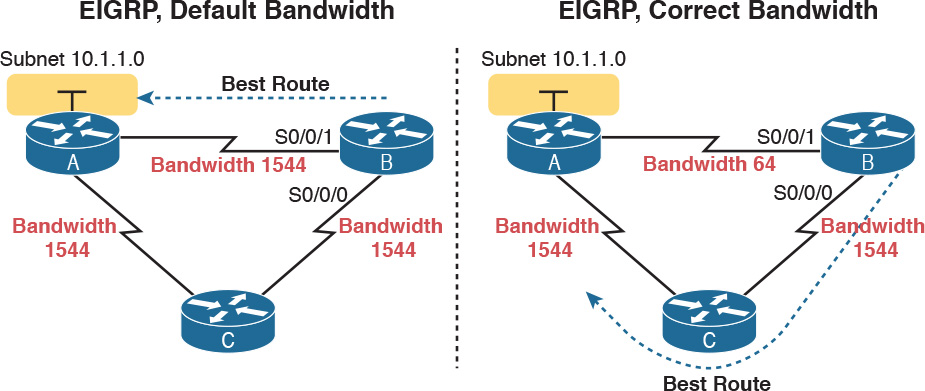 EIGRP, Default Bandwidth
Subnet 10.1.1.0
Best Route
A
S0/0/1
B
Bandwidth 1544
S0/0/0
Bandwidth
1544
Bandwidth
1544
C
EIGRP, Correct Bandwidth
Subnet 10.1.1.0
A
S0/0/1
B
Bandwidth 64
S0/0/0
Bandwidth
1544
Bandwidth
1544
C
Best Route